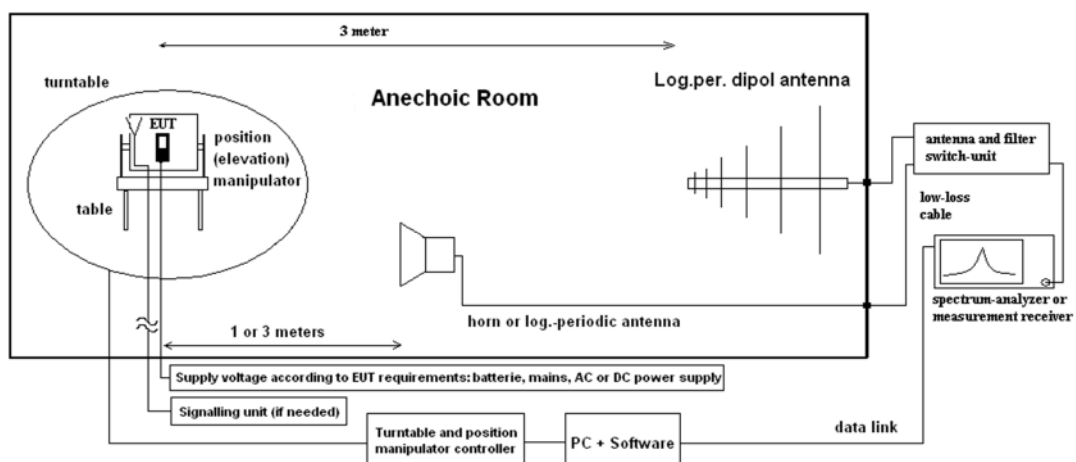 3 meter
turntable
Log.per. dipol antenna
Anechoic Room
EUT
position
(elevation)
manipulator
antenna and filter
switch-unit
table
low-loss
cable
spectrum-analyzer or
measurement receiver
horn or log.-periodic antenna
1 or 3 meters
Supply voltage according to EUT requirements: batterie, mains, AC or DC power supply
Signalling unit (if needed)
Turntable and position
manipulator controller
PC + Software
data link